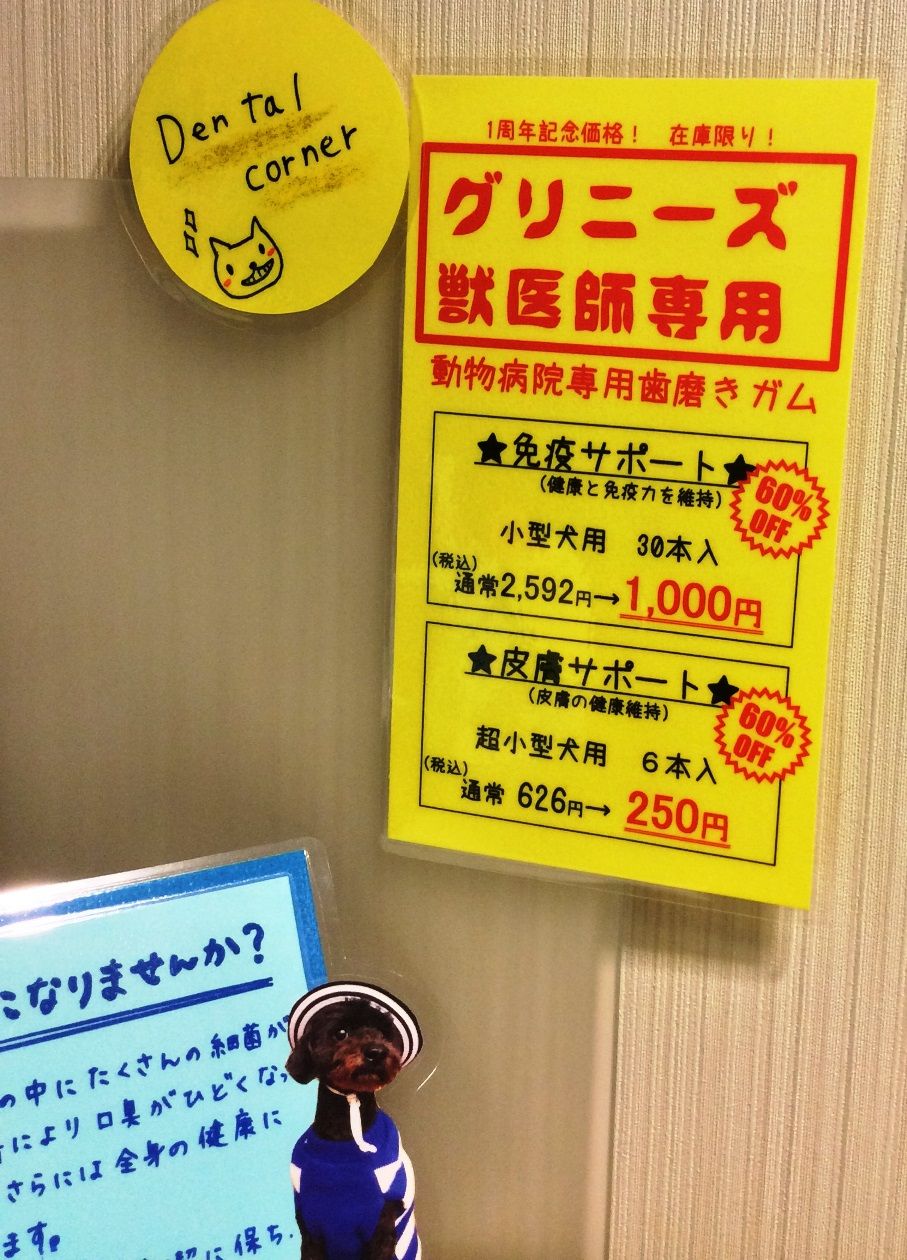 Dental
corner
1周年記念価格！ 在庫限り！
グリニーズ
獣医師専用
動物病院専用歯磨きガム
★免疫サポート★
(健康と免疫力を維持)
60%
OFF
小型犬用 30本入
(税込)
通常2,592円→1,000円
★皮膚サポート★
(皮膚の健康維持)
60%
OFF
超小型犬用 6本入
(税込)
通常 626円→ 250円
になりませんか？
の中にたくさんの細菌が
により口臭がひどくなっ
さらには全身の健康に
ます。
に保ち、